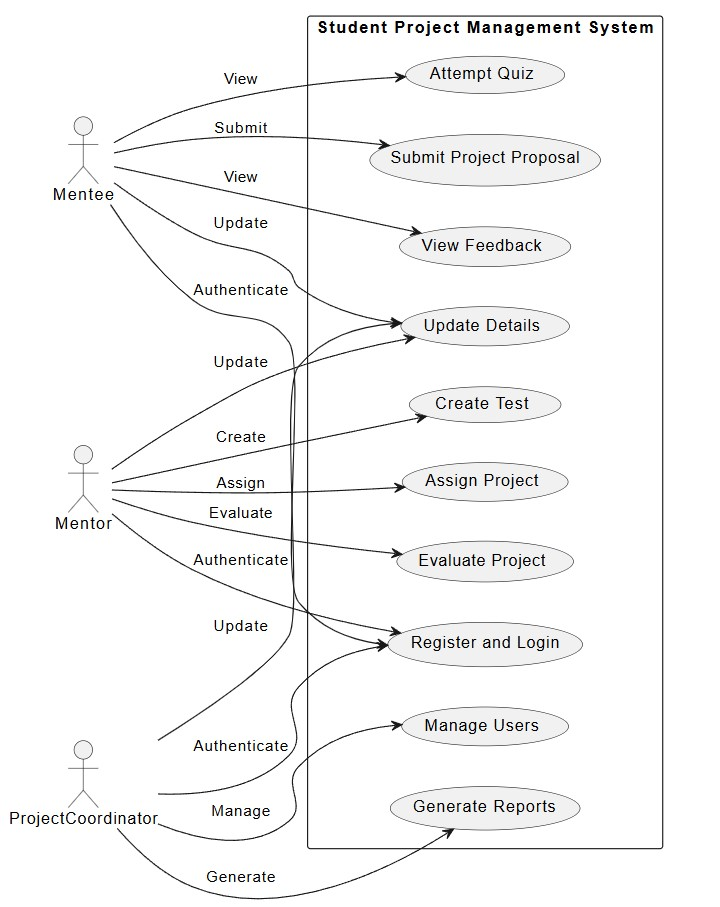 Student Project Management System
View
Attempt Quiz
Submit
Submit Project Proposal
View
Mentee
Update
View Feedback
Authenticate
Update Details
Update
Create Test
Create
Assign
Assign Project
Evaluate
Mentor
Authenticate
Evaluate Project
Update
Register and Login
Authenticate
Manage Users
Manage
Generate Reports
ProjectCoordinator
Generate